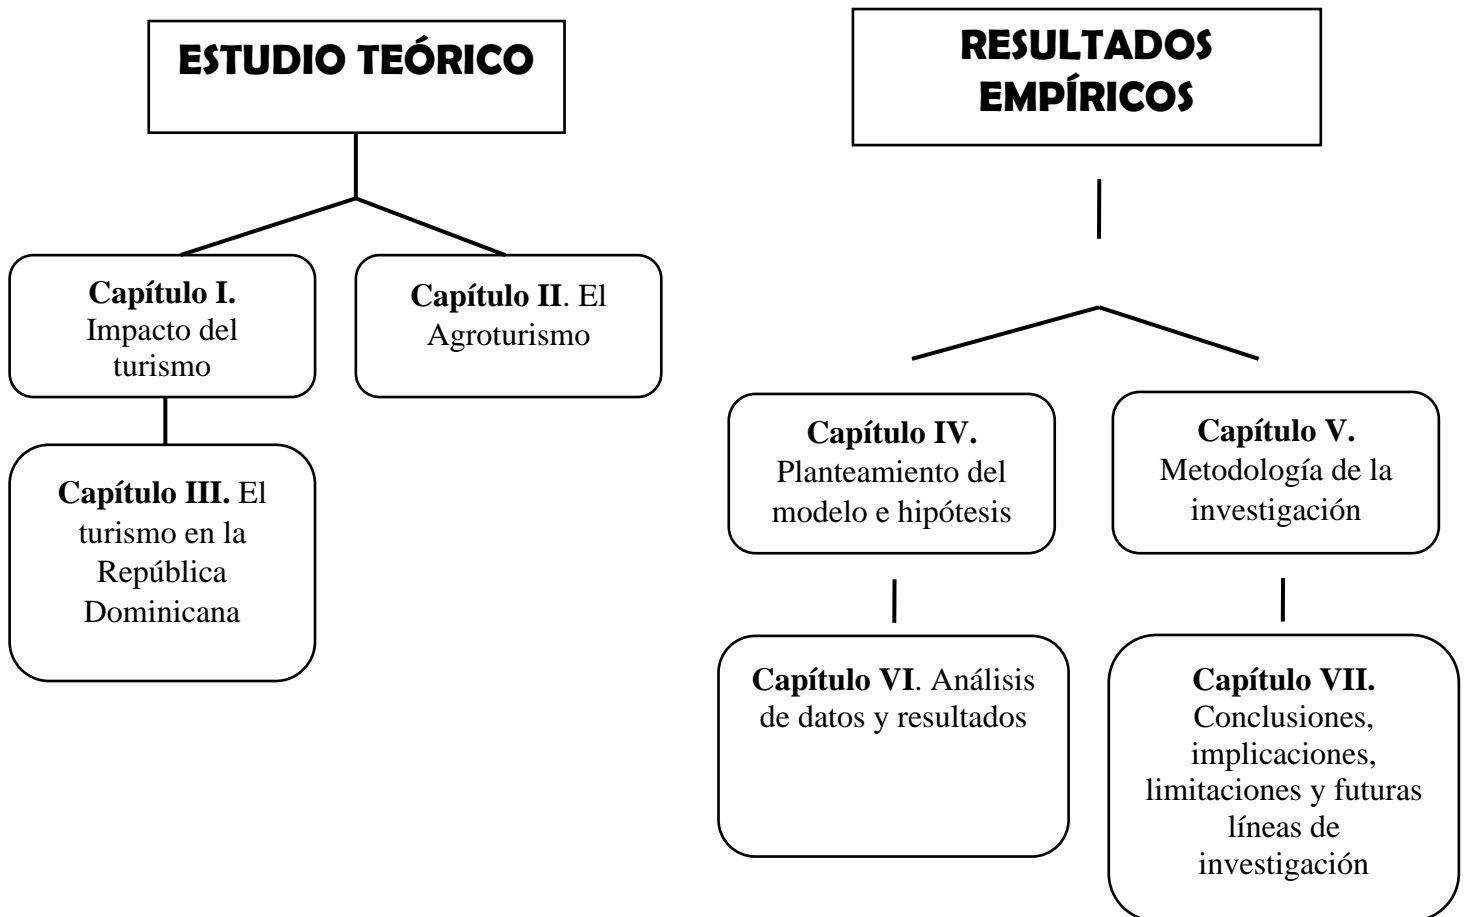 ESTUDIO TEÓRICO
Capítulo I.
Impacto del
turismo
Capítulo II. El
Agroturismo
Capítulo III. El
turismo en la
República
Dominicana
RESULTADOS
EMPÍRICOS
Capítulo IV.
Planteamiento del
modelo e hipótesis
Capítulo V.
Metodología de la
investigación
Capítulo VI. Análisis
de datos y resultados
Capítulo VII.
Conclusiones,
implicaciones,
limitaciones y futuras
líneas de
investigación